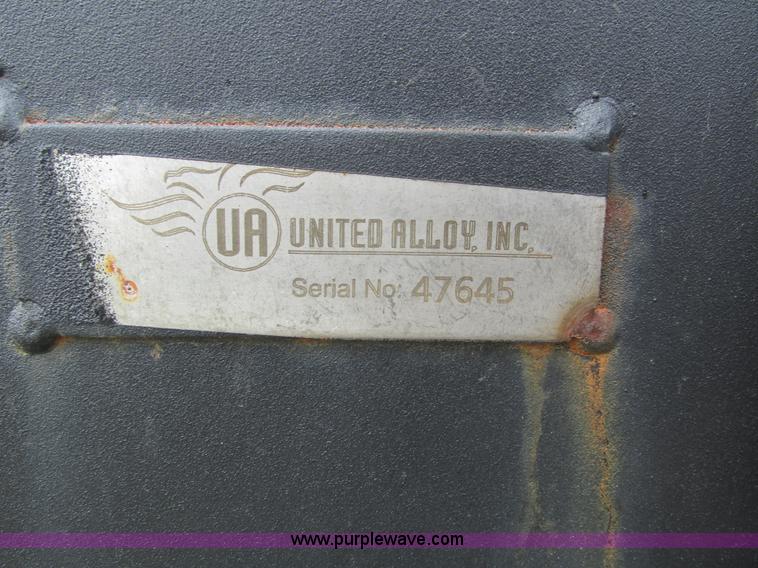 UA UNITED ALLOY, INC.
Serial No: 47645
www.purplewave.com